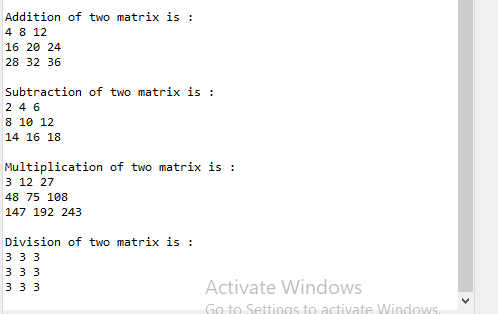 Addition of two matrix is :
4 8 12
16 20 24
28 32 36
Subtraction of two matrix is :
2 4 6
8 10 12
14 16 18
Multiplication of two matrix is :
3 12 27
48 75 108
147 192 243
Division of two matrix is :
3 3 3
3 3 3
3 3 3
Activate Windows
Go to Settings to activate Windows.